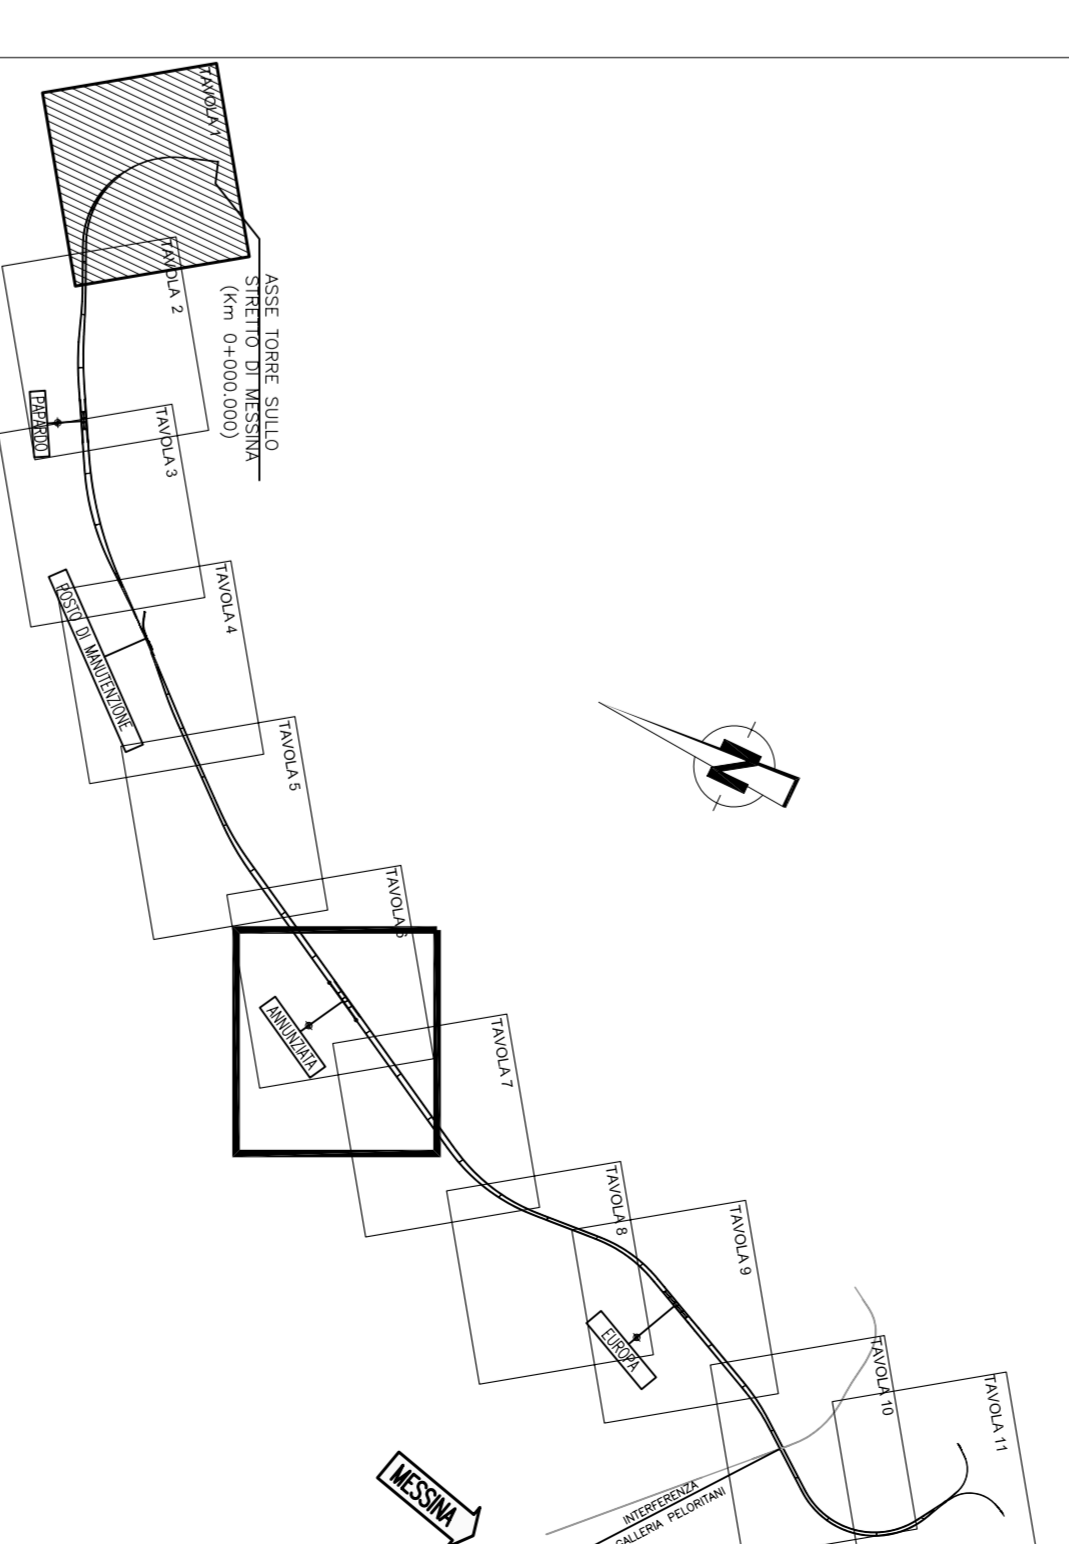 TAVOLA 1
ASSE TORRE SULLO
STRETTO DI MESSINA
(Km 0+000.000)
TAVOLA 2
PAPARDO
TAVOLA 3
TAVOLA 4
POSTO DI MANUTENZIONE
TAVOLA 5
N
TAVOLA 6
ANNUNZIATA
TAVOLA 7
TAVOLA 8
TAVOLA 9
EUROPA
TAVOLA 10
TAVOLA 11
MESSINA
INTERFERENZA
GALLERIA PELORITANI